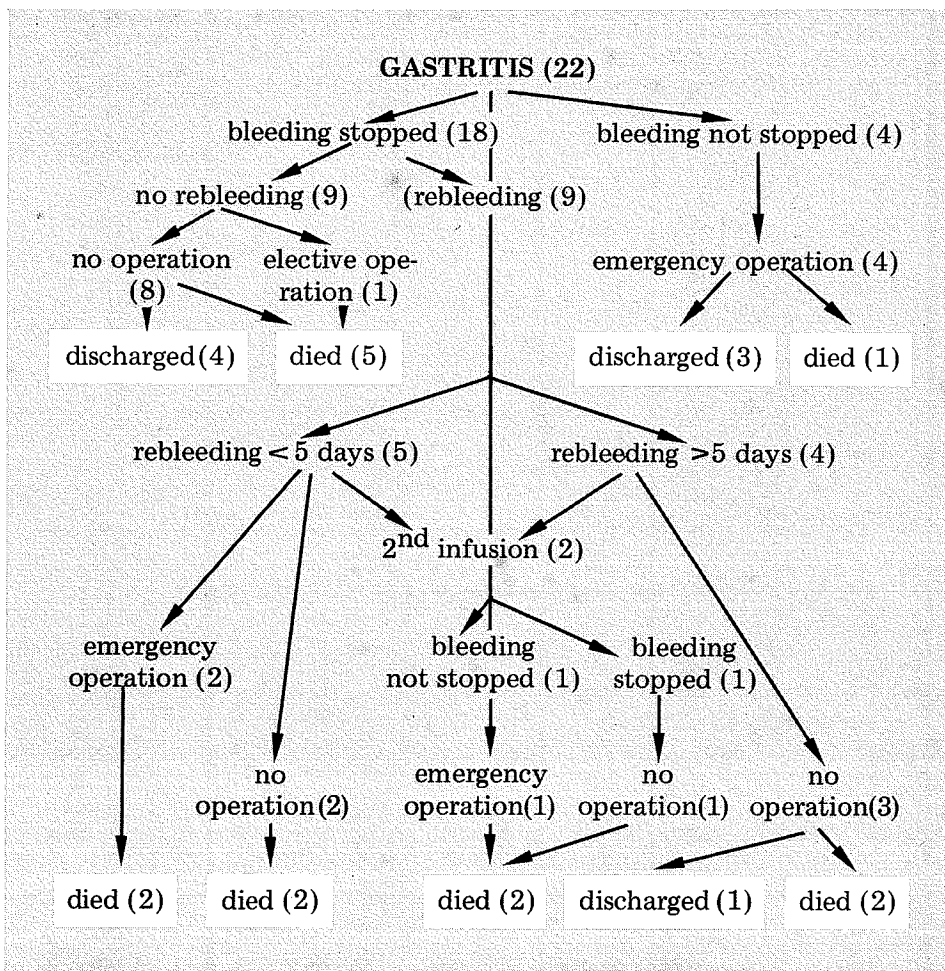 GASTRITIS (22)
bleeding stopped (18)
bleeding not stopped (4)
no rebleeding (9)
(rebleeding (9)
no operation
(8)
elective ope-
ration (1)
emergency operation (4)
discharged (4)
died (5)
discharged (3)
died (1)
rebleeding < 5 days (5)
rebleeding >5 days (4)
2nd infusion (2)
emergency
operation (2)
bleeding
not stopped (1)
bleeding
stopped (1)
no
operation (2)
emergency
operation(1)
no
operation(1)
no
operation(3)
died (2)
died (2)
died (2)
discharged (1)
died (2)